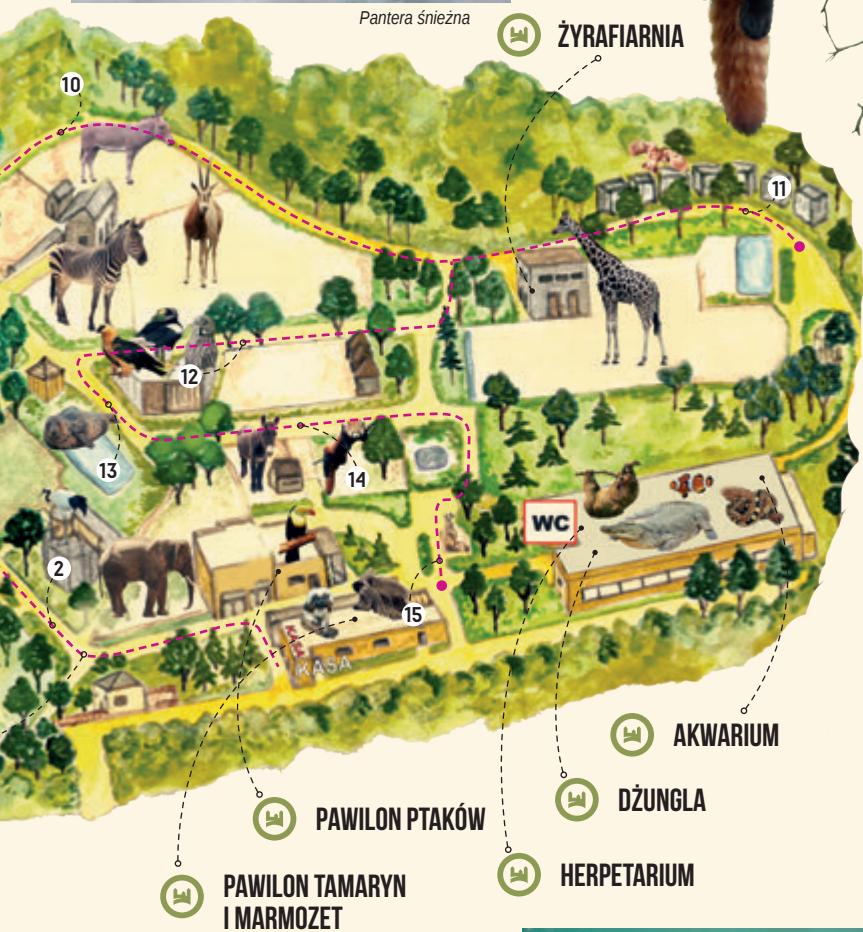 Pantera śnieżna
ŻYRAFIARNIA
10
11
12
13
14
WC
2
15
KASA
KASA
AKWARIUM
DŻUNGLA
PAWILON PTAKÓW
HERPETARIUM
PAWILON TAMARYN
I MARMOZET